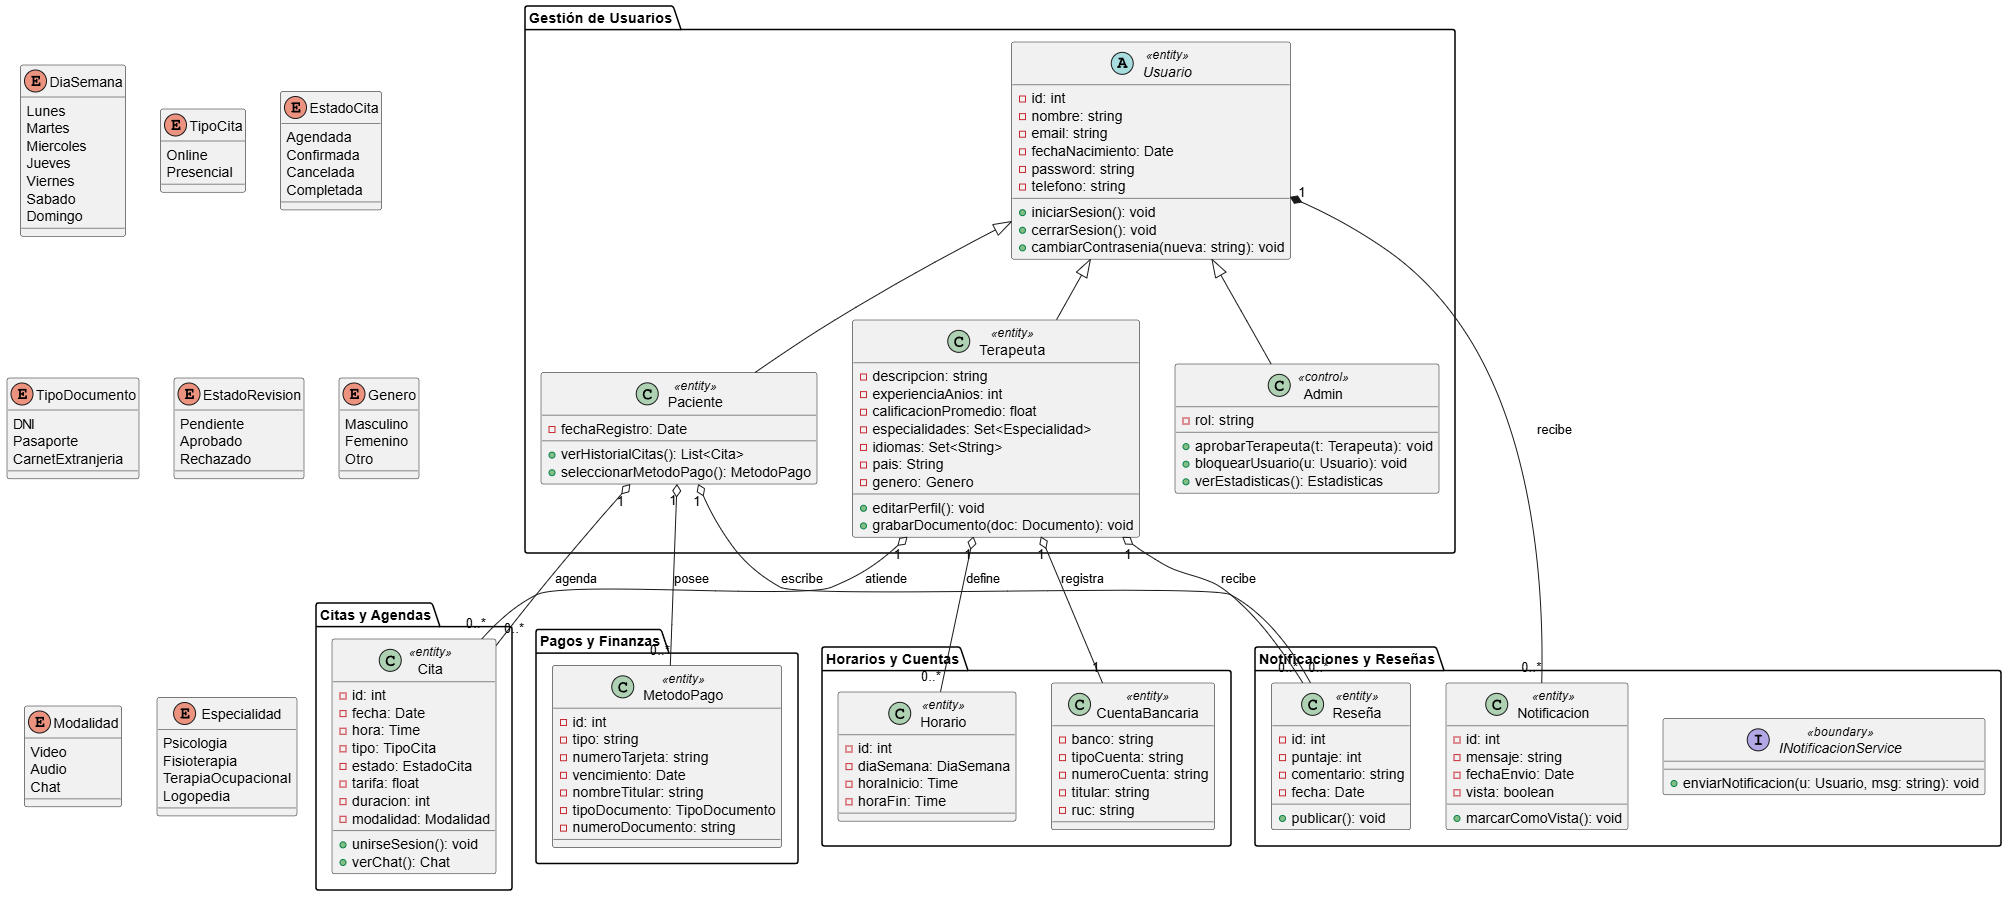 Gestión de Usuarios
«entity»
Usuario
id: int
nombre: string
email: string
fechaNacimiento: Date
password: string
telefono: string
iniciarSesion(): void
cerrarSesion(): void
cambiarContrasenia(nueva: string): void
DiaSemana
Lunes
Martes
Miercoles
Jueves
Viernes
Sabado
Domingo
TipoCita
Online
Presencial
EstadoCita
Agendada
Confirmada
Cancelada
Completada
1
recibe
0..*
TipoDocumento
DNI
Pasaporte
CarnetExtranjeria
EstadoRevision
Pendiente
Aprobado
Rechazado
Genero
Masculino
Femenino
Otro
«entity»
Paciente
fechaRegistro: Date
verHistorialCitas(): List<Cita>
seleccionarMetodoPago(): MetodoPago
«entity»
Terapeuta
descripcion: string
experienciaAnios: int
calificacionPromedio: float
especialidades: Set<Especialidad>
idiomas: Set<String>
pais: String
genero: Genero
editarPerfil(): void
grabarDocumento(doc: Documento): void
«control»
Admin
rol: string
aprobarTerapeuta(t: Terapeuta): void
bloquearUsuario(u: Usuario): void
verEstadisticas(): Estadisticas
1
1
1
1
1
1
1
agenda
posee
escribe
atiende
define
registra
recibe
0..*
0..*
0..*
0..*
1
0..*
0..*
Modalidad
Video
Audio
Chat
Especialidad
Psicologia
Fisioterapia
TerapiaOcupacional
Logopedia
Citas y Agendas
«entity»
Cita
id: int
fecha: Date
hora: Time
tipo: TipoCita
estado: EstadoCita
tarifa: float
duracion: int
modalidad: Modalidad
unirseSesion(): void
verChat(): Chat
Pagos y Finanzas
«entity»
MetodoPago
id: int
tipo: string
numeroTarjeta: string
vencimiento: Date
nombreTitular: string
tipoDocumento: TipoDocumento
numeroDocumento: string
Horarios y Cuentas
«entity»
Horario
id: int
diaSemana: DiaSemana
horaInicio: Time
horaFin: Time
«entity»
CuentaBancaria
banco: string
tipoCuenta: string
numeroCuenta: string
titular: string
ruc: string
Notificaciones y Reseñas
«entity»
Reseña
id: int
puntaje: int
comentario: string
fecha: Date
publicar(): void
«entity»
Notificacion
id: int
mensaje: string
fechaEnvio: Date
vista: boolean
marcarComoVista(): void
«boundary»
INotificacionService
enviarNotificacion(u: Usuario, msg: string): void